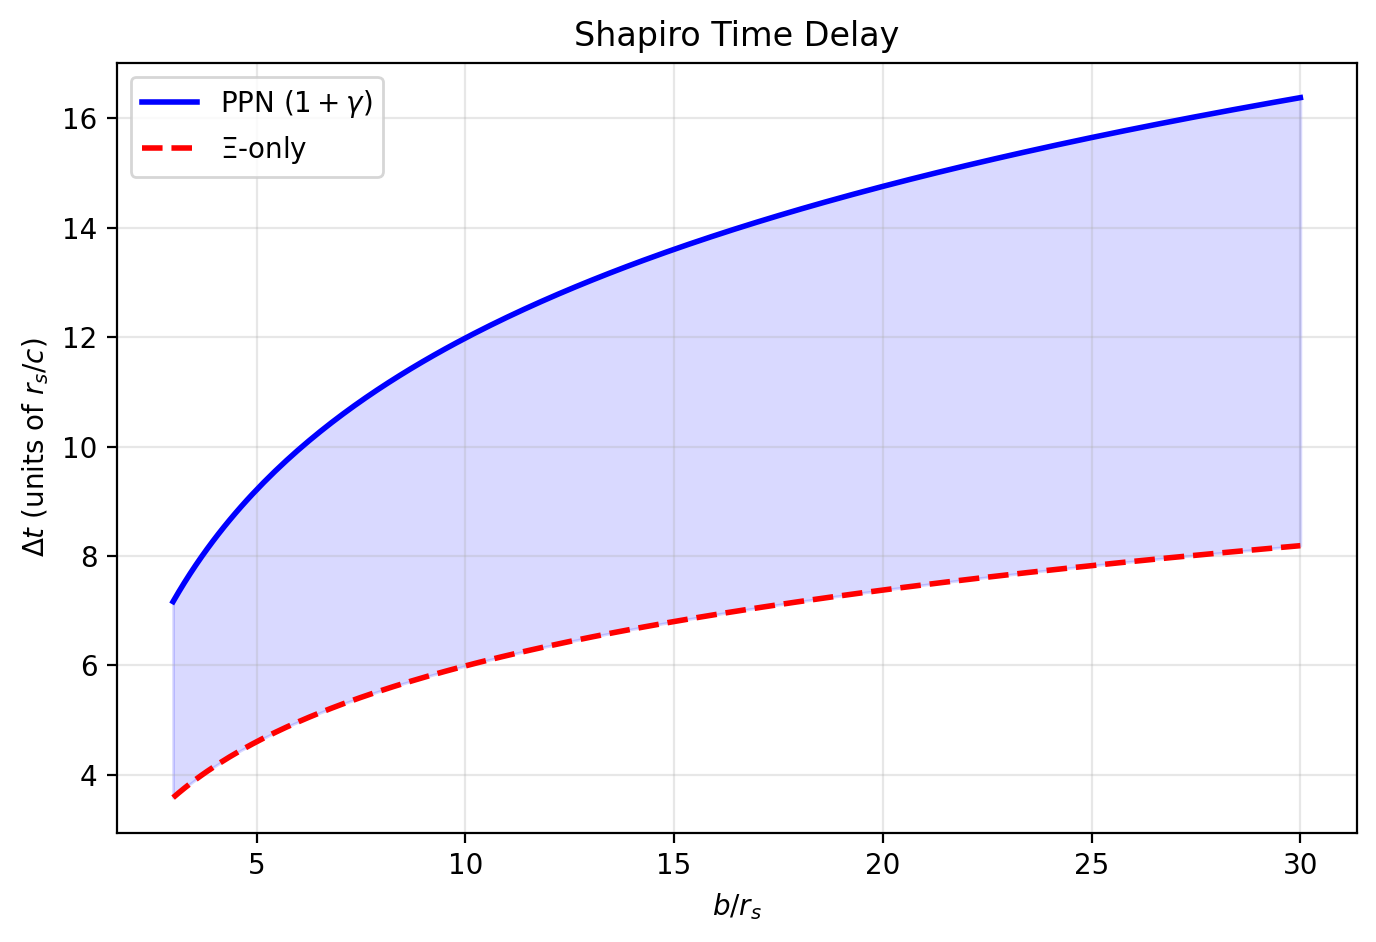 Shapiro Time Delay
PPN (1 + γ)
Ξ-only
16
14
12
10
8
6
4
Δt (units of r_s/c)
5 10 15 20 25 30
b/r_s